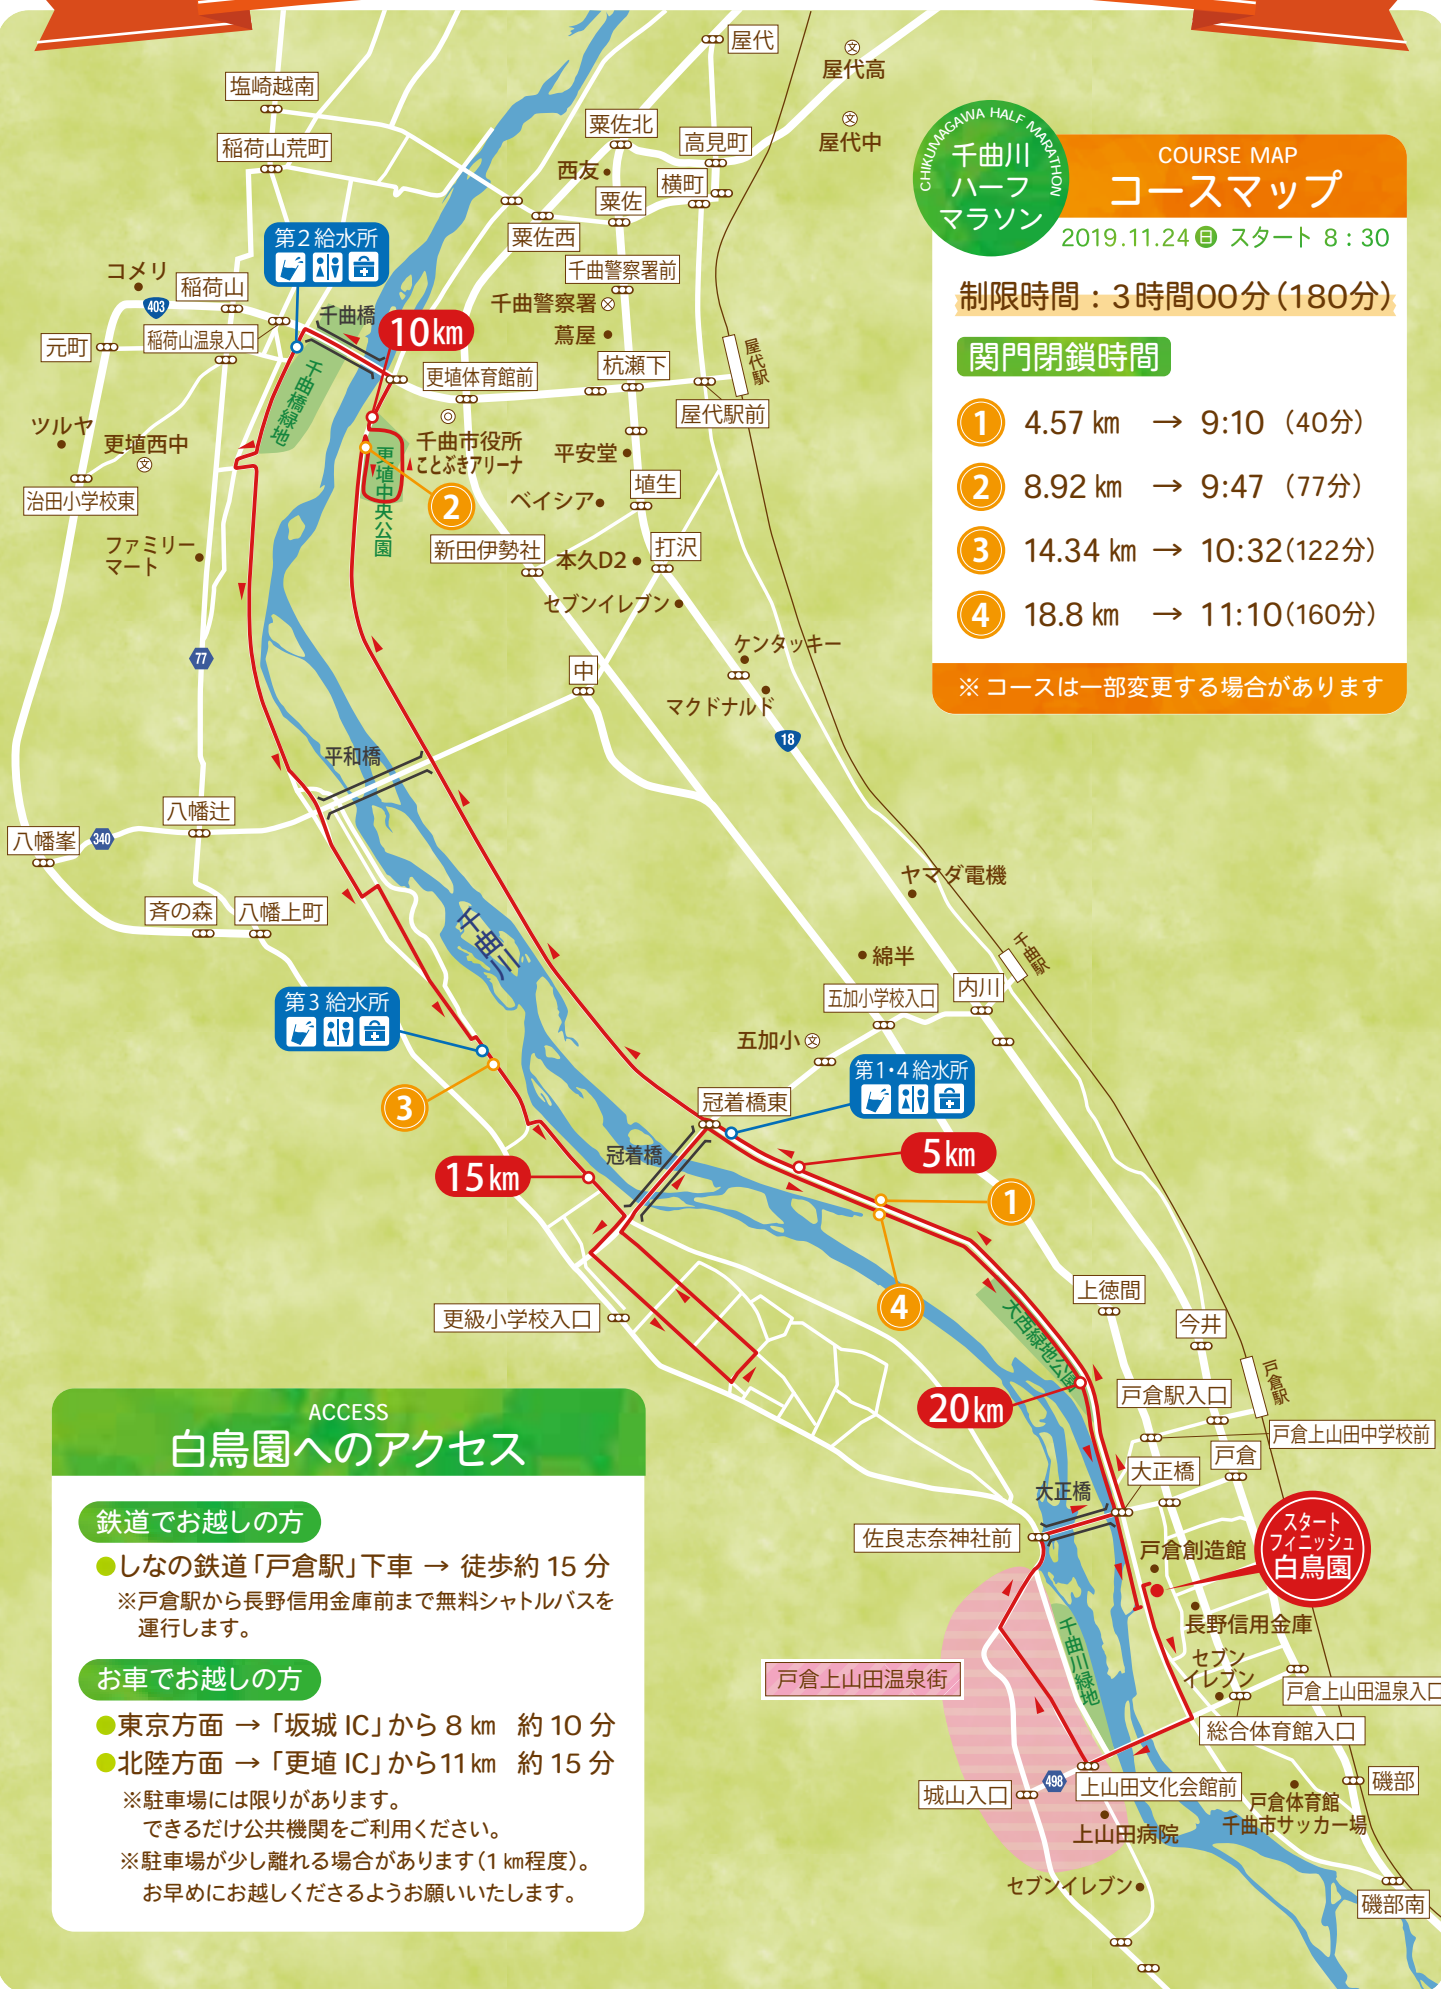 CHIKUMAGAWA HALF MARATHON
千曲川
ハーフ
マラソン
COURSE MAP
コースマップ
2019.11.24㊐ スタート 8：30
制限時間：3時間00分（180分）
関門閉鎖時間
1 4.57 km → 9:10（40分）
2 8.92 km → 9:47（77分）
3 14.34 km → 10:32（122分）
4 18.8 km → 11:10（160分）
※ コースは一部変更する場合があります
屋代
文
屋代高
文
屋代中
塩崎越南
稲荷山荒町
粟佐北
高見町
西友
横町
粟佐
粟佐西
第2給水所
千曲警察署前
コメリ
稲荷山
403
千曲橋
千曲警察署
10km
蔦屋
元町
稲荷山温泉入口
屋代駅
更埴体育館前
杭瀬下
千曲橋緑地
屋代駅前
ツルヤ
更埴西中
文
千曲市役所
ことぶきアリーナ
平安堂
更埴中央公園
治田小学校東
2
埴生
ベイシア
ファミリー
マート
新田伊勢社
本久D2
打沢
セブンイレブン
77
中
ケンタッキー
マクドナルド
18
平和橋
八幡辻
八幡峯
340
ヤマダ電機
斉の森
八幡上町
千曲川
綿半
千曲駅
内川
五加小学校入口
第3給水所
五加小
文
第1・4給水所
3
冠着橋東
冠着橋
5km
15km
1
4
更級小学校入口
上徳間
大西緑地公園
今井
戸倉駅
戸倉駅入口
20km
戸倉上山田中学校前
戸倉
大正橋
大正橋
佐良志奈神社前
戸倉創造館
スタート
フィニッシュ
白鳥園
長野信用金庫
千曲川緑地
セブン
イレブン
戸倉上山田温泉街
戸倉上山田温泉入口
総合体育館入口
498
城山入口
上山田文化会館前
磯部
戸倉体育館
千曲市サッカー場
上山田病院
セブンイレブン
磯部南
ACCESS
白鳥園へのアクセス
鉄道でお越しの方
●しなの鉄道「戸倉駅」下車 → 徒歩約 15 分
※戸倉駅から長野信用金庫前まで無料シャトルバスを
運行します。
お車でお越しの方
●東京方面 →「坂城 IC」から 8 km 約 10 分
●北陸方面 →「更埴 IC」から11km 約 15 分
※駐車場には限りがあります。
できるだけ公共機関をご利用ください。
※駐車場が少し離れる場合があります（1 km程度）。
お早めにお越しくださるようお願いいたします。